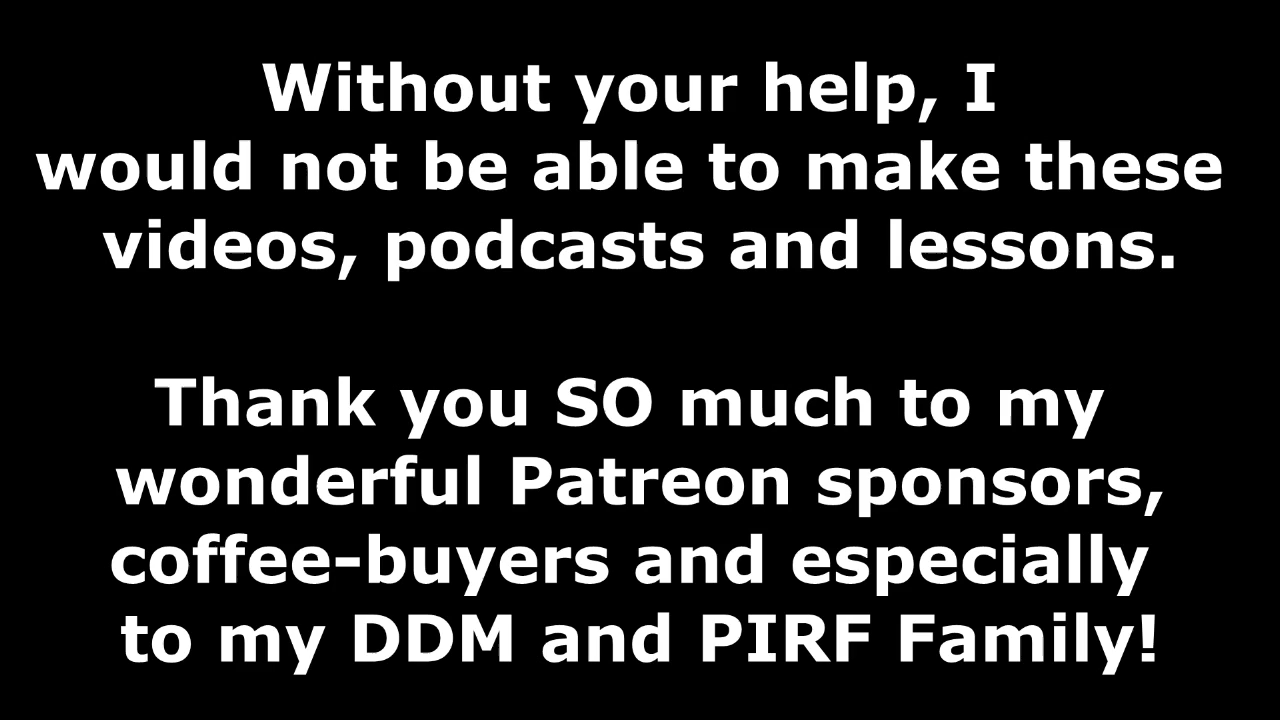 Without your help, I
would not be able to make these
videos, podcasts and lessons.
Thank you SO much to my
wonderful Patreon sponsors,
coffee-buyers and especially
to my DDM and PIRF Family!